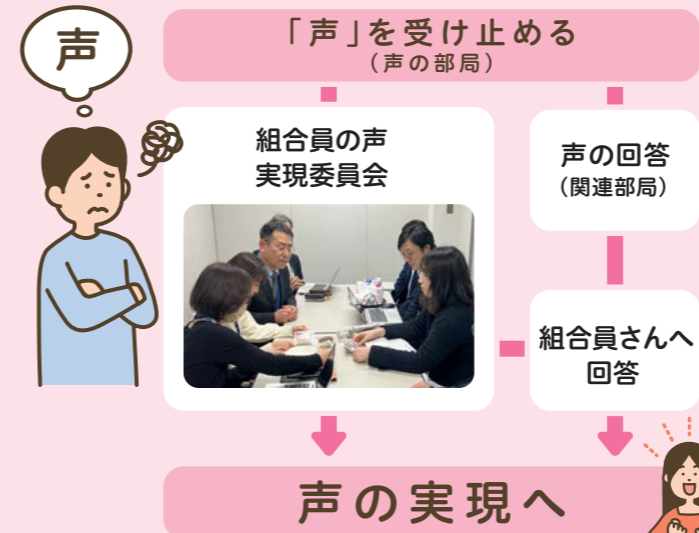 声
「声」を受け止める
（声の部局）
組合員の声
実現委員会
声の回答
（関連部局）
組合員さんへ
回答
声の実現へ